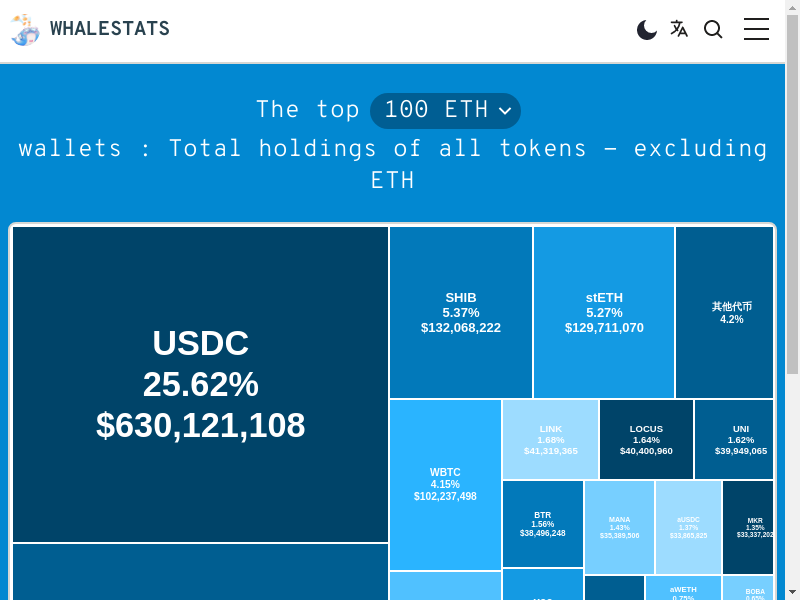 WHALESTATS
The top 100 ETH
wallets : Total holdings of all tokens - excluding
ETH
USDC
25.62%
$630,121,108
SHIB
5.37%
$132,068,222
stETH
5.27%
$129,711,070
其他代币
4.2%
WBTC
4.15%
$102,237,498
LINK
1.68%
$41,319,365
LOCUS
1.64%
$40,400,960
UNI
1.62%
$39,949,065
BTR
1.56%
$38,496,248
MANA
1.43%
$35,389,506
aUSDC
1.37%
$33,865,825
MKR
1.35%
$33,337,202
aWETH
0.75%
BOBA